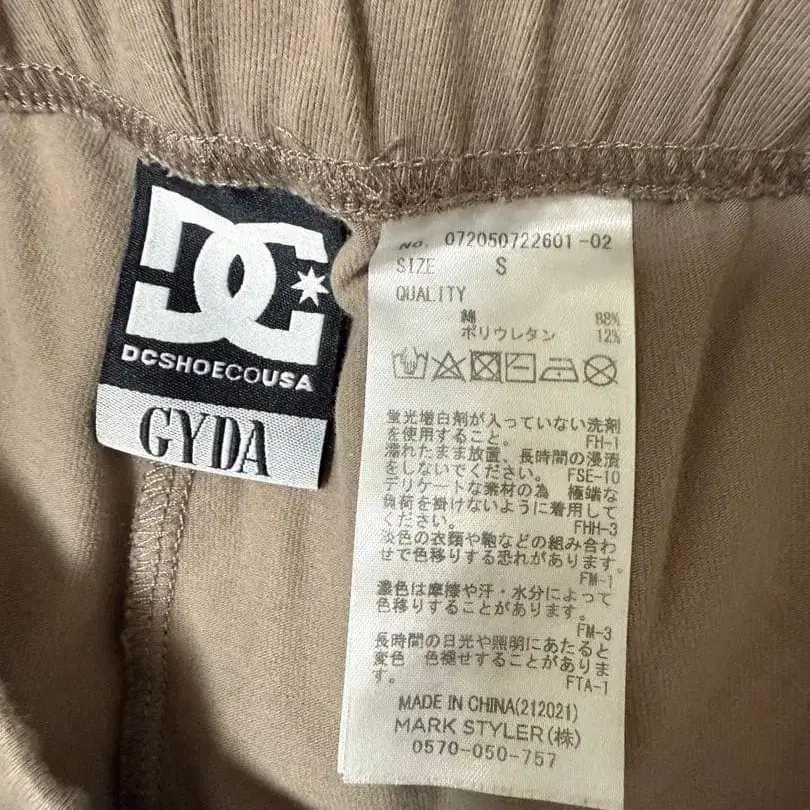 DC
DCSHOECOUSA
GYDA
No. 072050722601-02
SIZE S
QUALITY
綿 88%
ポリウレタン 12%
蛍光増白剤が入っていない洗剤
を使用すること。 FH-1
濡れたまま放置、長時間の浸漬
をしないでください。 FSE-10
デリケートな素材の為 極端な
負荷を掛けないように着用して
ください。 FHH-3
淡色の衣類や鞄などの組み合わ
せで色移りする恐れがあります。
FM-1
濃色は摩擦や汗・水分によって
色移りすることがあります。
FM-3
長時間の日光や照明にあたると
変色 色褪せすることがありま
す。 FTA-1
MADE IN CHINA(212021)
MARK STYLER(株)
0570-050-757